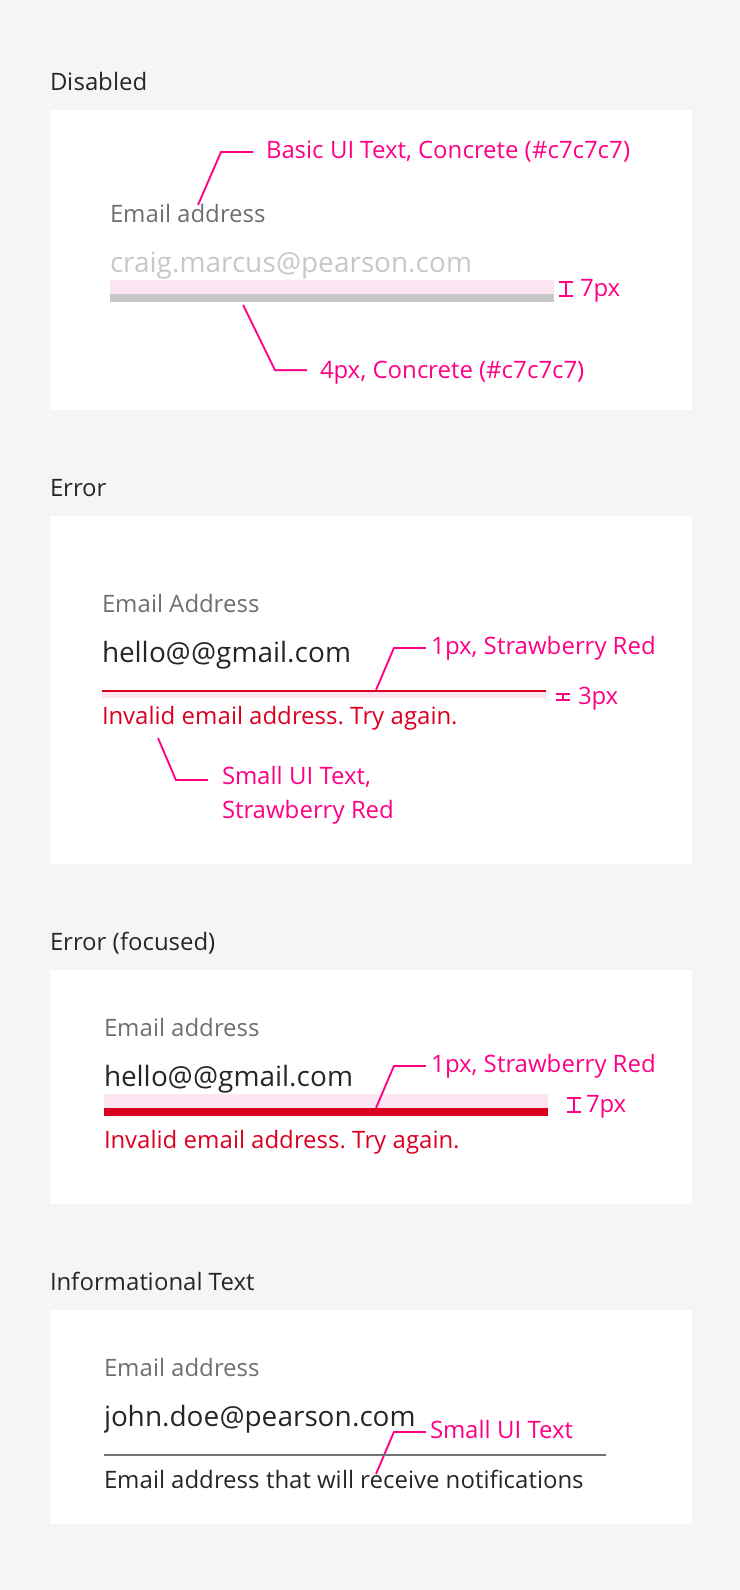 Disabled
Basic UI Text, Concrete (#c7c7c7)
Email address
craig.marcus@pearson.com
7px
4px, Concrete (#c7c7c7)
Error
Email Address
hello@@gmail.com
1px, Strawberry Red
3px
Invalid email address. Try again.
Small UI Text,
Strawberry Red
Error (focused)
Email address
hello@@gmail.com
1px, Strawberry Red
7px
Invalid email address. Try again.
Informational Text
Email address
john.doe@pearson.com
Small UI Text
Email address that will receive notifications